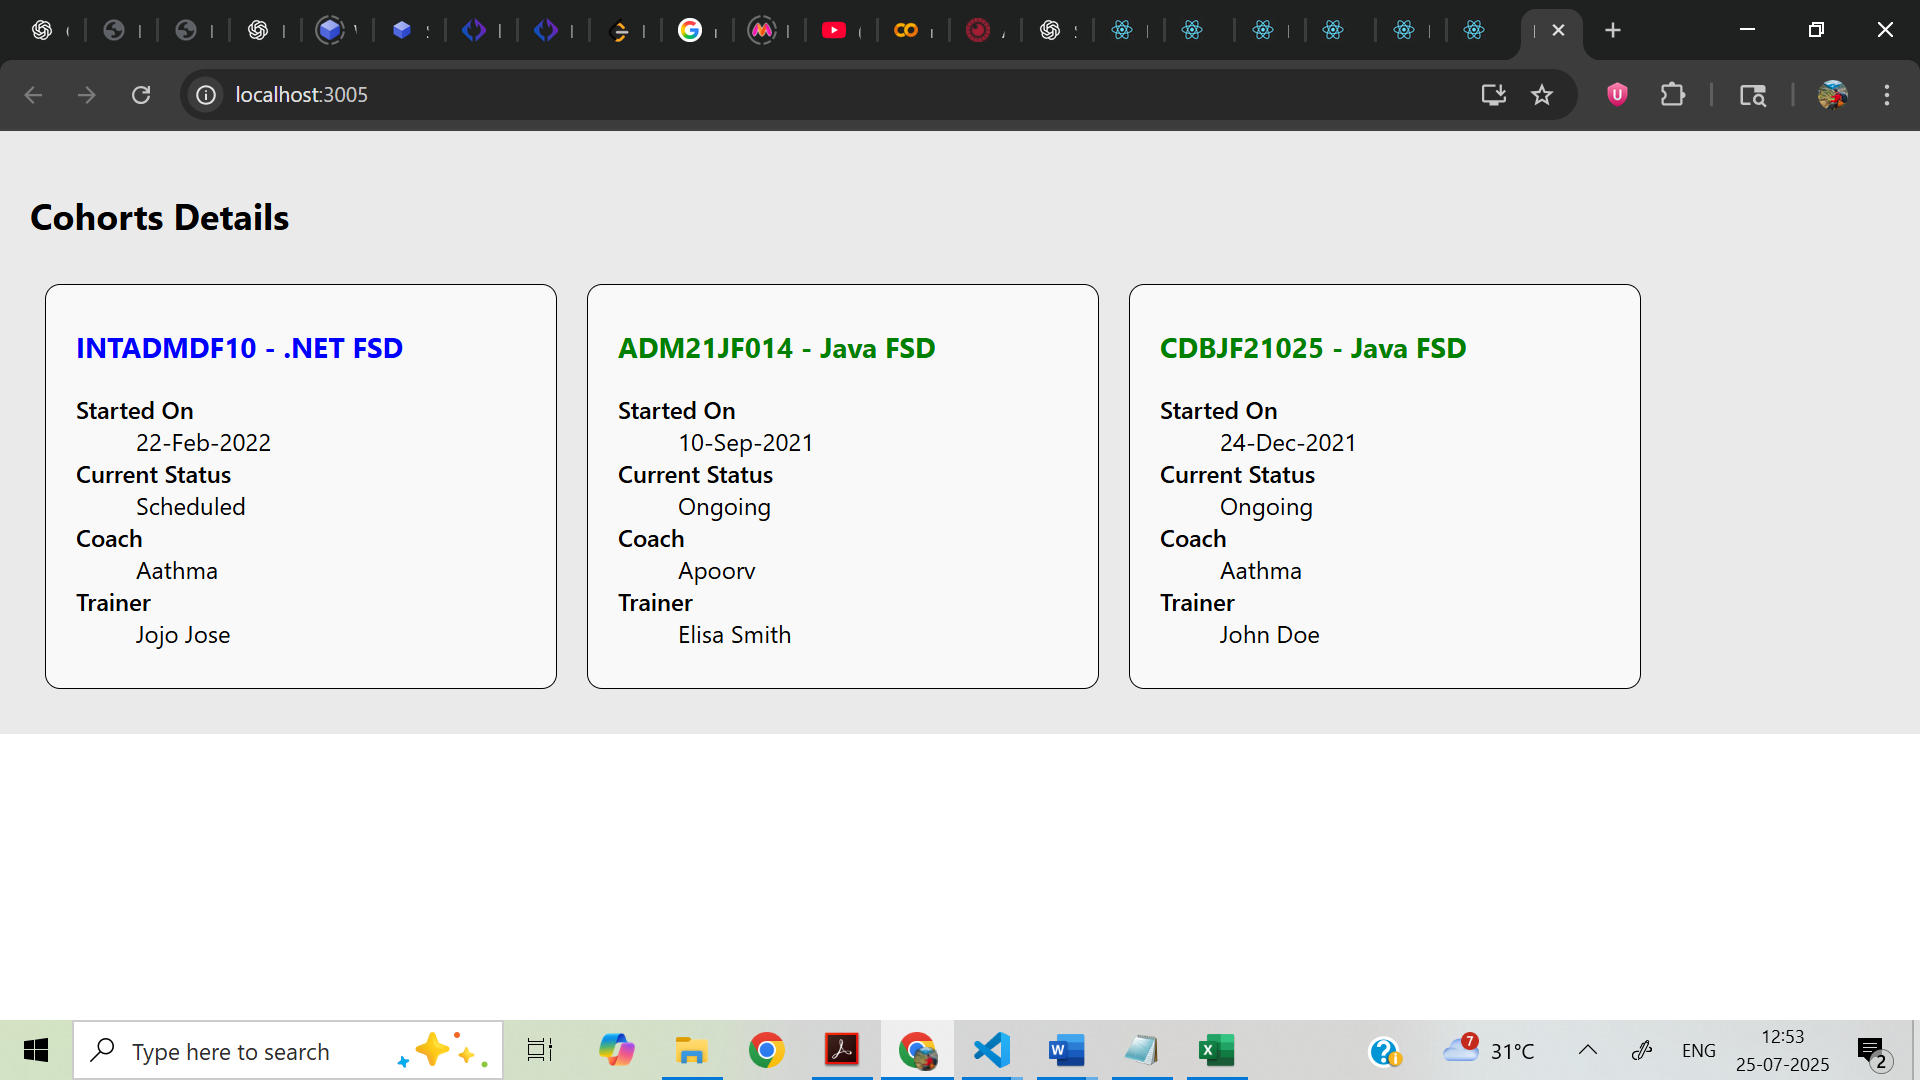 localhost:3005
Cohorts Details
INTADMDF10 - .NET FSD
Started On
22-Feb-2022
Current Status
Scheduled
Coach
Aathma
Trainer
Jojo Jose
ADM21JF014 - Java FSD
Started On
10-Sep-2021
Current Status
Ongoing
Coach
Apoorv
Trainer
Elisa Smith
CDBJF21025 - Java FSD
Started On
24-Dec-2021
Current Status
Ongoing
Coach
Aathma
Trainer
John Doe
Type here to search
7
31°C
ENG
12:53
25-07-2025
2